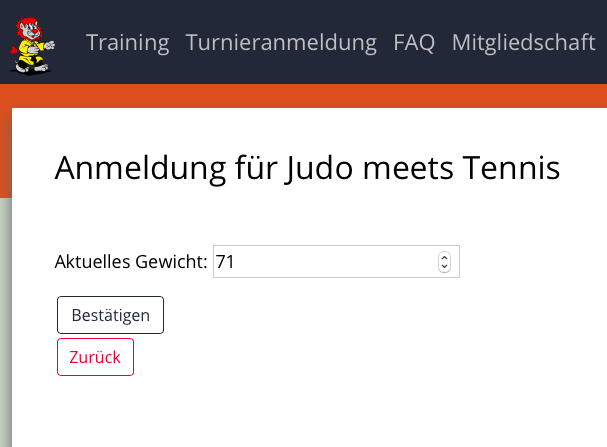 Training Turnieranmeldung FAQ Mitgliedschaft
Anmeldung für Judo meets Tennis
Aktuelles Gewicht: 71
Bestätigen
Zurück